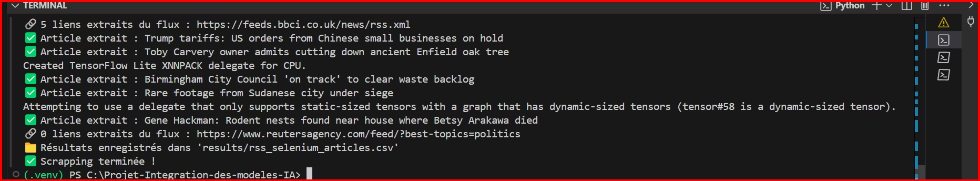 TERMINAL
Python
🔗 5 liens extraits du flux : https://feeds.bbci.co.uk/news/rss.xml
✅ Article extrait : Trump tariffs: US orders from Chinese small businesses on hold
✅ Article extrait : Toby Carvery owner admits cutting down ancient Enfield oak tree
Created TensorFlow Lite XNNPACK delegate for CPU.
✅ Article extrait : Birmingham City Council 'on track' to clear waste backlog
✅ Article extrait : Rare footage from Sudanese city under siege
Attempting to use a delegate that only supports static-sized tensors with a graph that has dynamic-sized tensors (tensor#58 is a dynamic-sized tensor).
✅ Article extrait : Gene Hackman: Rodent nests found near house where Betsy Arakawa died
🔗 0 liens extraits du flux : https://www.reutersagency.com/feed/?best-topics=politics
📁 Résultats enregistrés dans 'results/rss_selenium_articles.csv'
✅ Scrapping terminée !
(.venv) PS C:\Projet-Integration-des-modeles-IA>